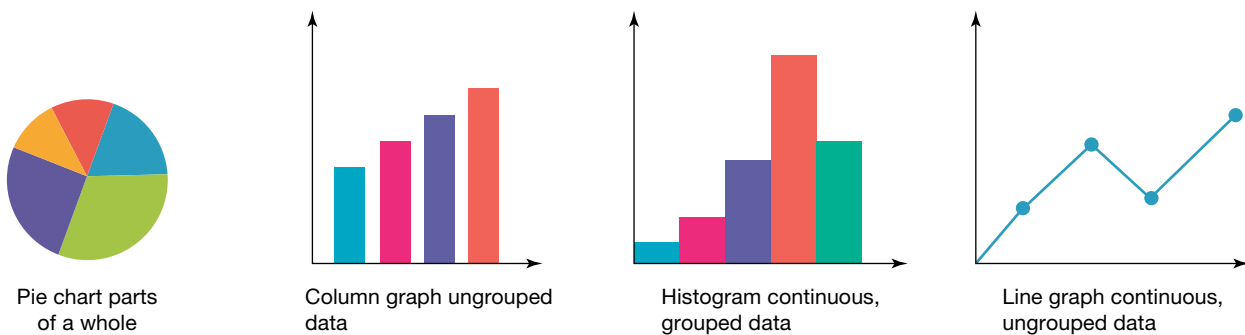 Pie chart parts
of a whole
Column graph ungrouped
data
Histogram continuous,
grouped data
Line graph continuous,
ungrouped data